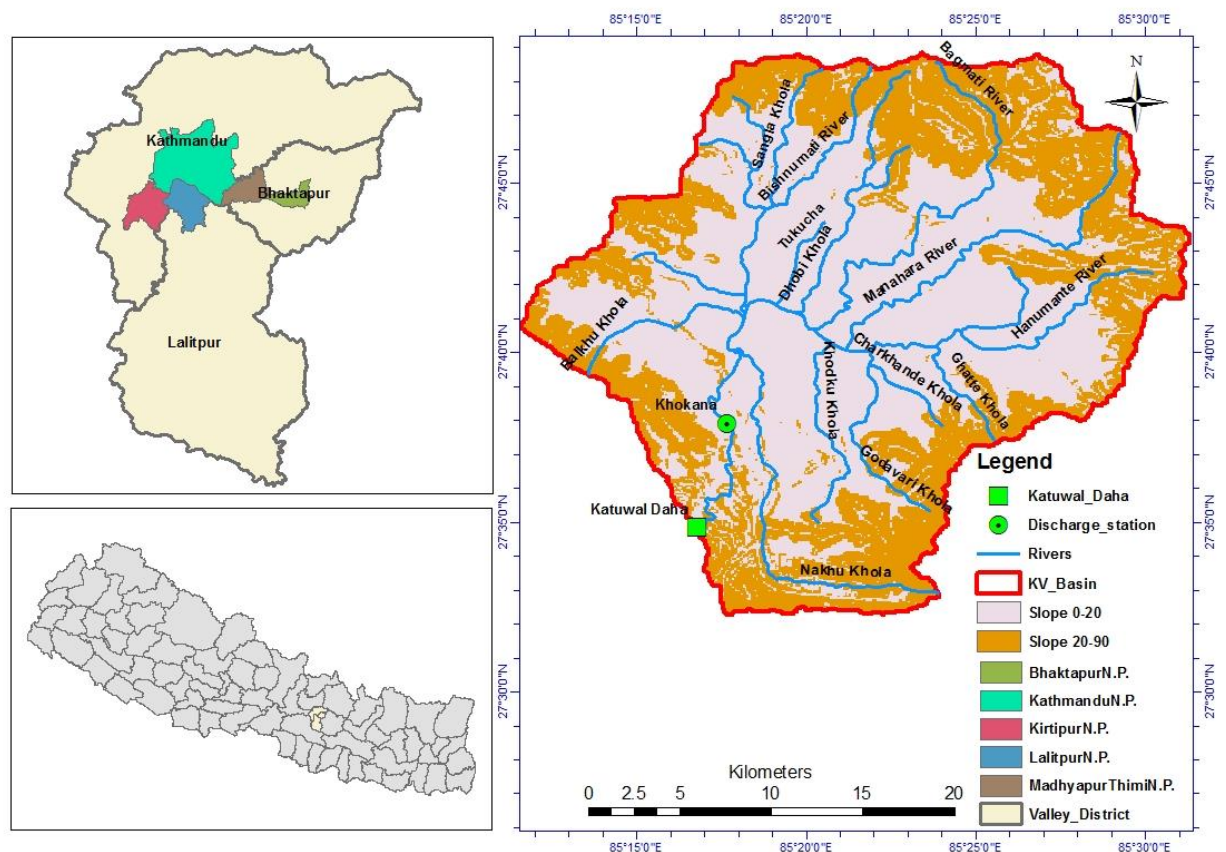 Kathmandu
Bhaktapur
Lalitpur
85°15'0"E
85°20'0"E
85°25'0"E
85°30'0"E
27°45'0"N
27°40'0"N
27°35'0"N
27°30'0"N
27°45'0"N
27°40'0"N
27°35'0"N
27°30'0"N
N
Sangla Khola
Bishnumati River
Bagmati River
Tukucha
Dhobi Khola
Manahara River
Hanumante River
Balkhu Khola
Khodku Khola
Charkhande Khola
Ghatte Khola
Khokana
Godavari Khola
Katuwal Daha
Nakhu Khola
Legend
Katuwal_Daha
Discharge_station
Rivers
KV_Basin
Slope 0-20
Slope 20-90
BhaktapurN.P.
KathmanduN.P.
KirtipurN.P.
LalitpurN.P.
MadhyapurThimiN.P.
Valley_District
Kilometers
0 2.5 5 10 15 20
85°15'0"E
85°20'0"E
85°25'0"E
85°30'0"E